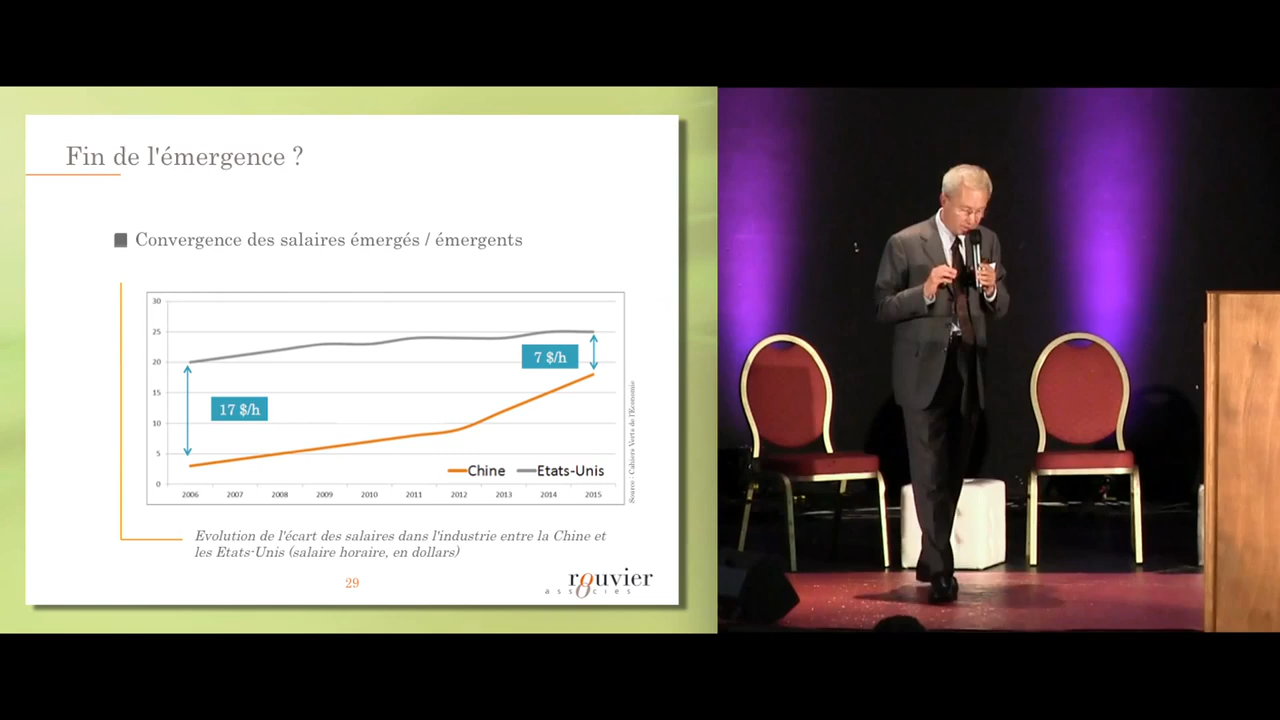 Fin de l'émergence ?
Convergence des salaires émergés / émergents
30
25
20
15
10
5
0
17 $/h
7 $/h
Chine
Etats-Unis
2006 2007 2008 2009 2010 2011 2012 2013 2014 2015
Source : Cahiers Verts de l'Economie
Evolution de l'écart des salaires dans l'industrie entre la Chine et
les Etats-Unis (salaire horaire, en dollars)
29
rouvier
associés